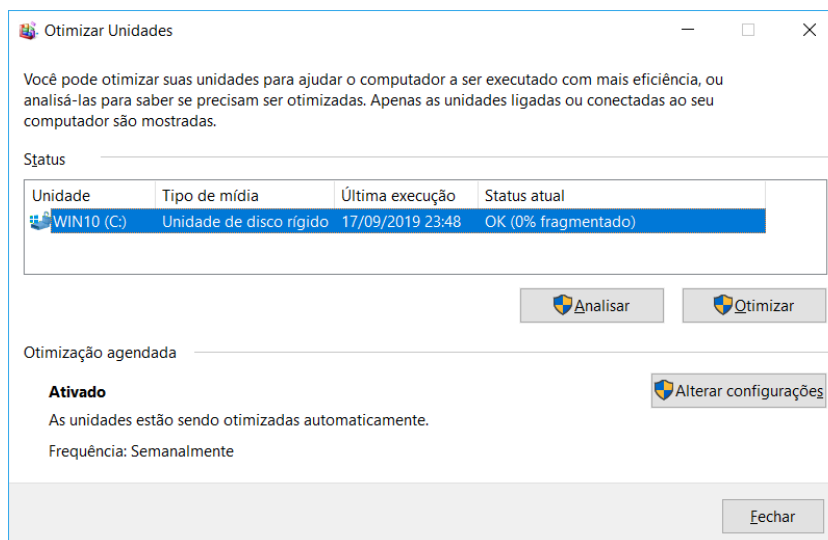 Otimizar Unidades
Você pode otimizar suas unidades para ajudar o computador a ser executado com mais eficiência, ou
analisá-las para saber se precisam ser otimizadas. Apenas as unidades ligadas ou conectadas ao seu
computador são mostradas.
Status
Unidade Tipo de mídia Última execução Status atual
WIN10 (C:) Unidade de disco rígido 17/09/2019 23:48 OK (0% fragmentado)
Analisar Otimizar
Otimização agendada
Ativado Alterar configurações
As unidades estão sendo otimizadas automaticamente.
Frequência: Semanalmente
Fechar